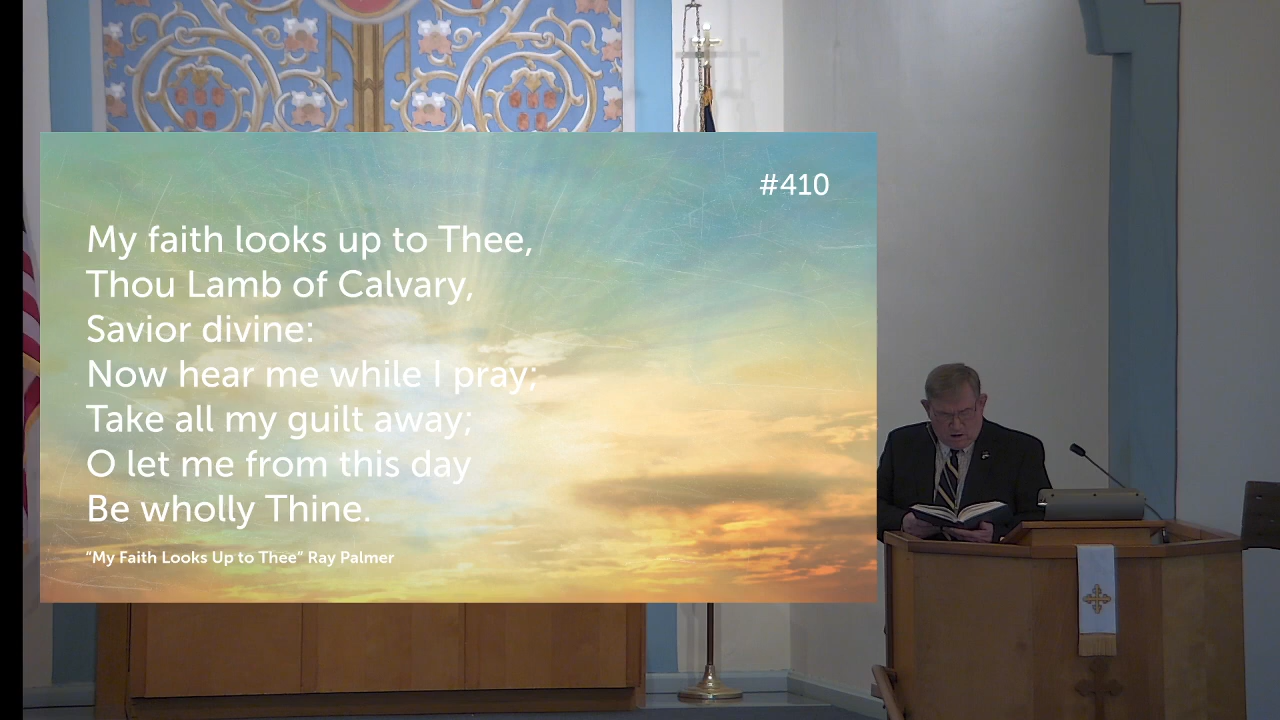 #410
My faith looks up to Thee,
Thou Lamb of Calvary,
Savior divine:
Now hear me while I pray;
Take all my guilt away;
O let me from this day
Be wholly Thine.
"My Faith Looks Up to Thee" Ray Palmer